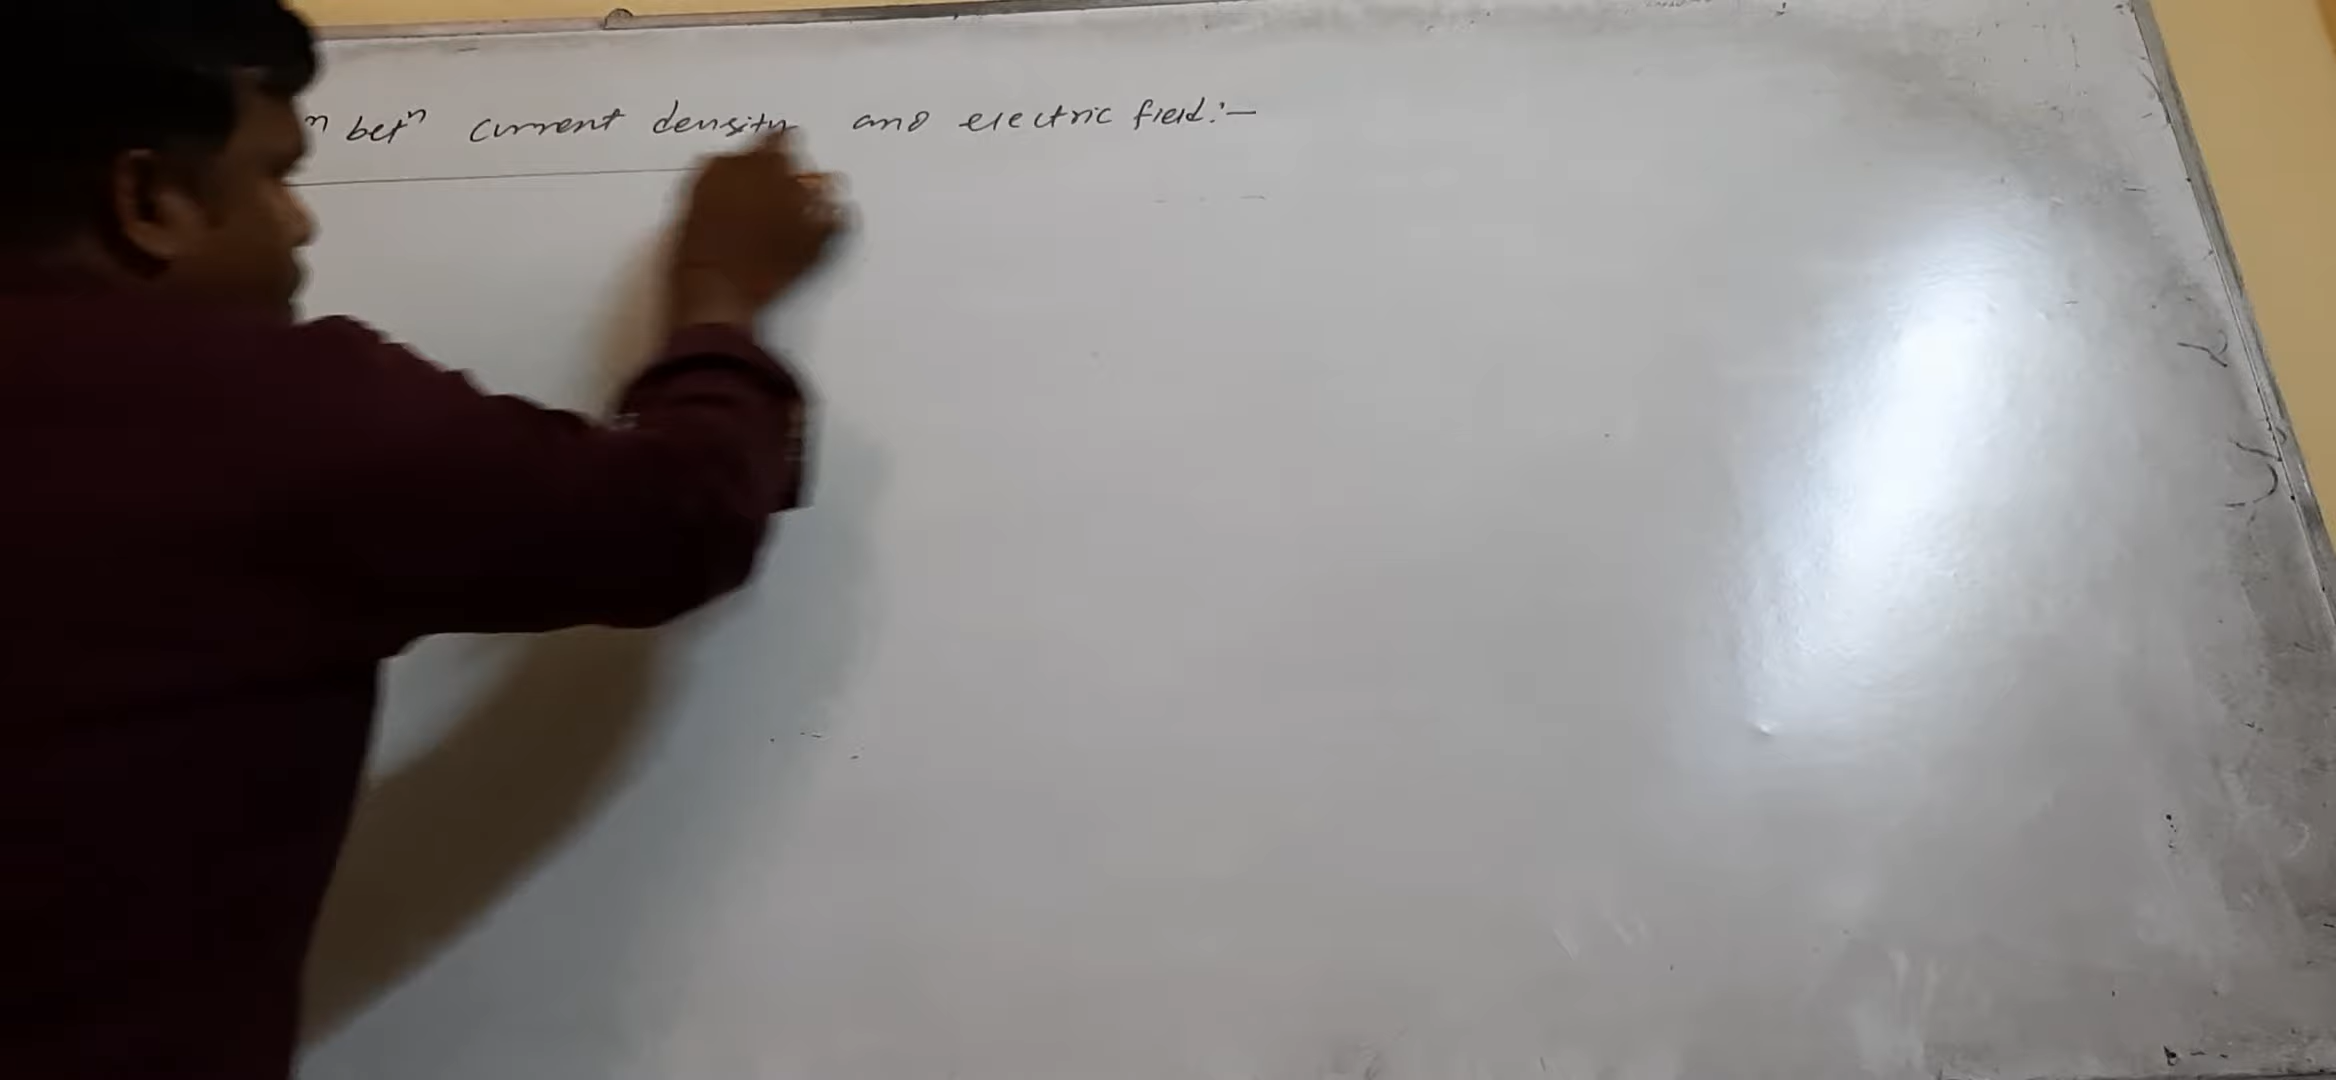 n betⁿ current density and electric field:—